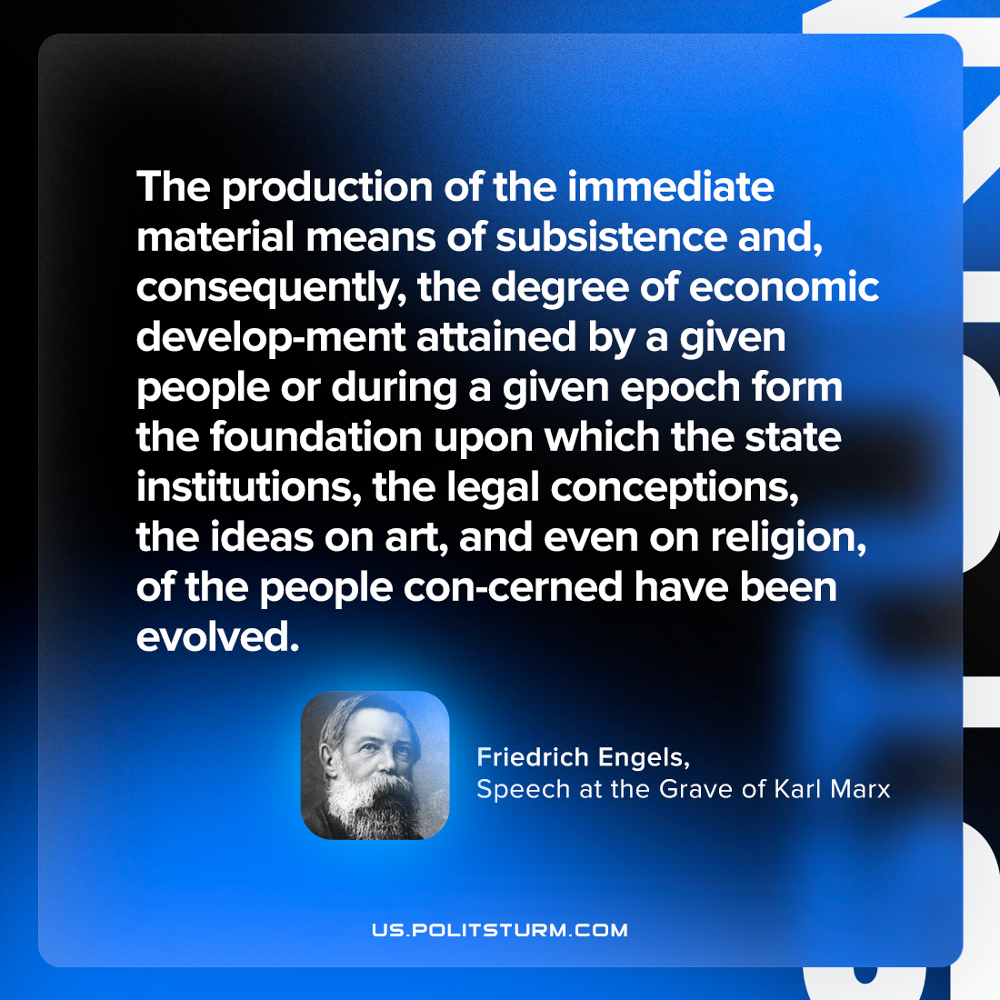 The production of the immediate
material means of subsistence and,
consequently, the degree of economic
develop-ment attained by a given
people or during a given epoch form
the foundation upon which the state
institutions, the legal conceptions,
the ideas on art, and even on religion,
of the people con-cerned have been
evolved.
Friedrich Engels,
Speech at the Grave of Karl Marx
US.POLITSTURM.COM